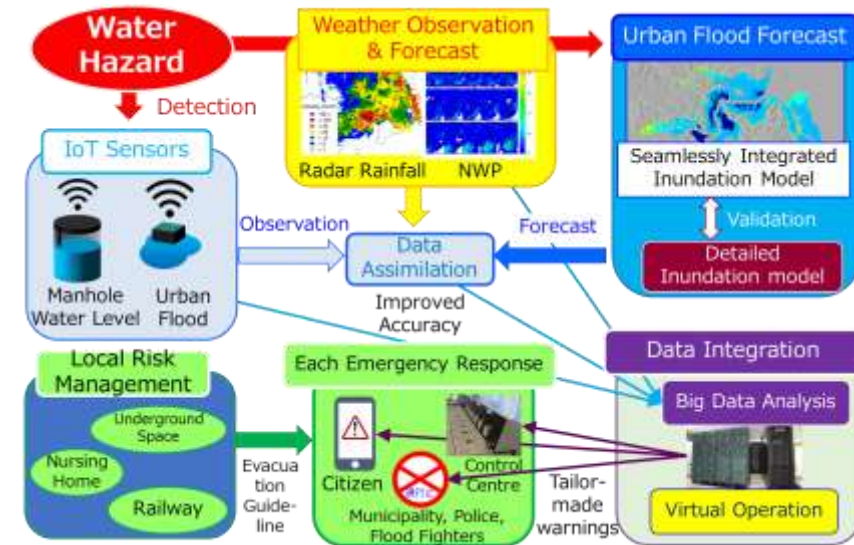 Water
Hazard
Detection
Weather Observation
& Forecast
Radar Rainfall
NWP
Urban Flood Forecast
Seamlessly Integrated
Inundation Model
Validation
Detailed
Inundation model
IoT Sensors
Manhole
Water Level
Urban
Flood
Observation
Data
Assimilation
Forecast
Improved
Accuracy
Local Risk
Management
Underground
Space
Nursing
Home
Railway
Evacua
tion
Guide-
line
Each Emergency Response
Citizen
Control
Centre
Municipality, Police,
Flood Fighters
Tailor-
made
warnings
Data Integration
Big Data Analysis
Virtual Operation